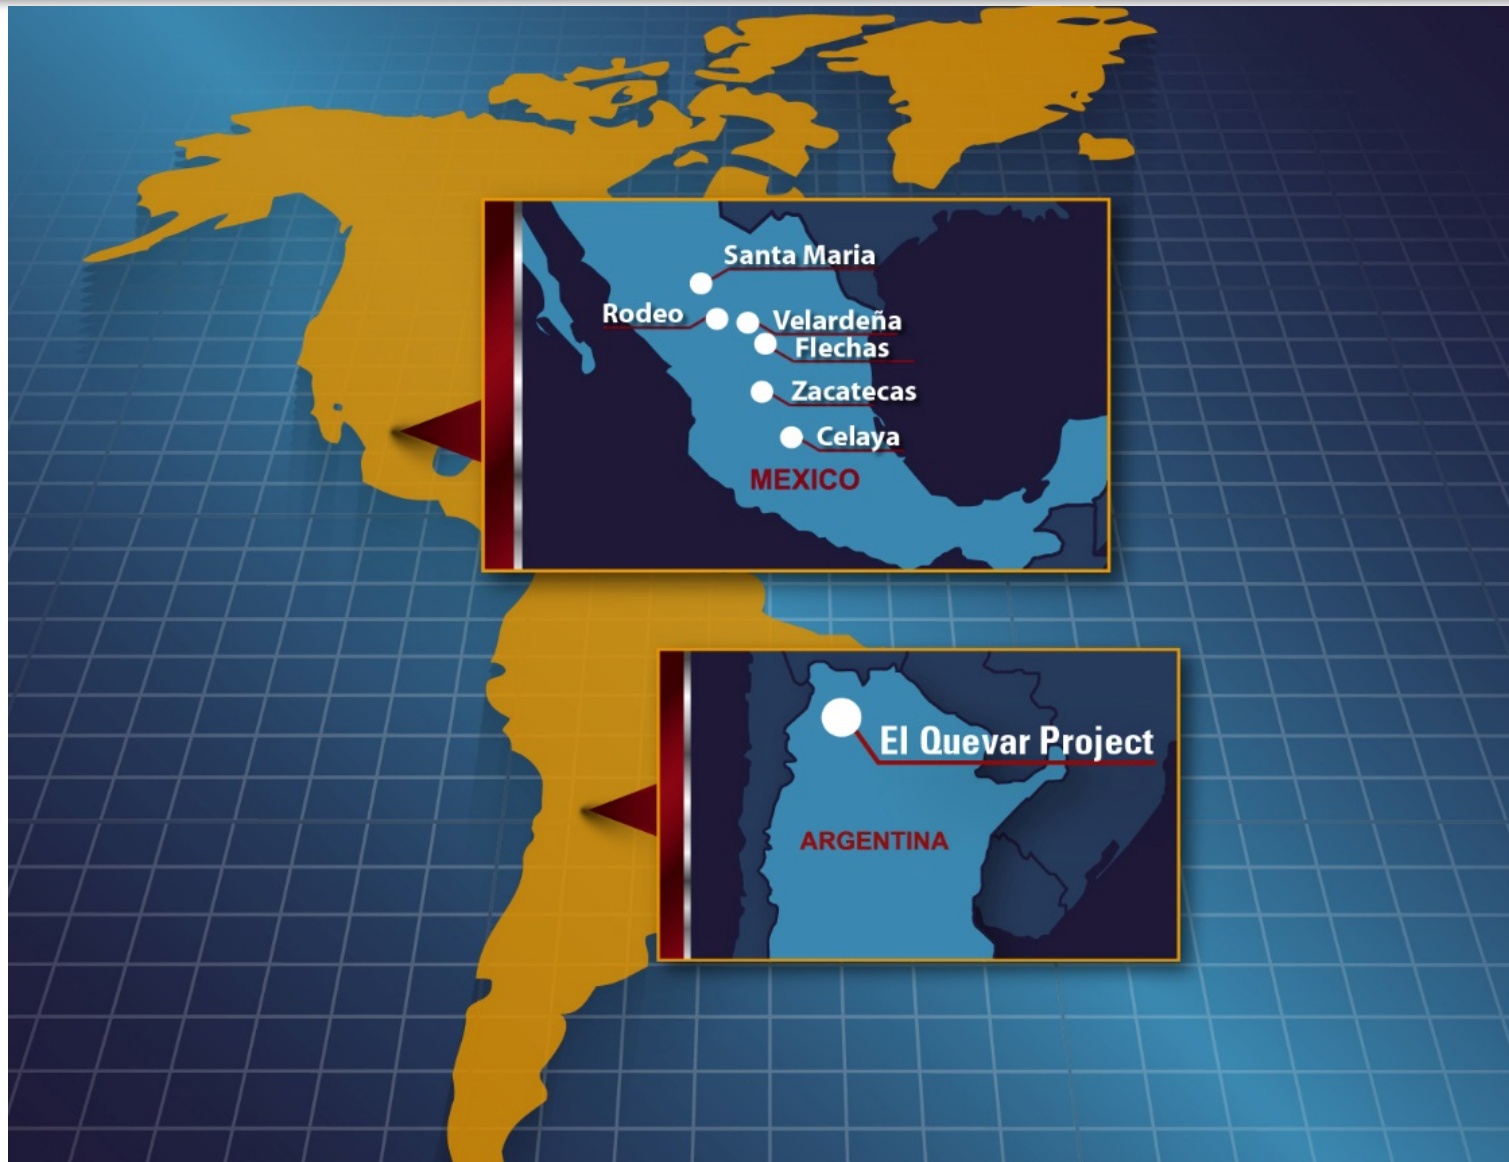 Santa Maria
Rodeo
Velardeña
Flechas
Zacatecas
Celaya
MEXICO
El Quevar Project
ARGENTINA